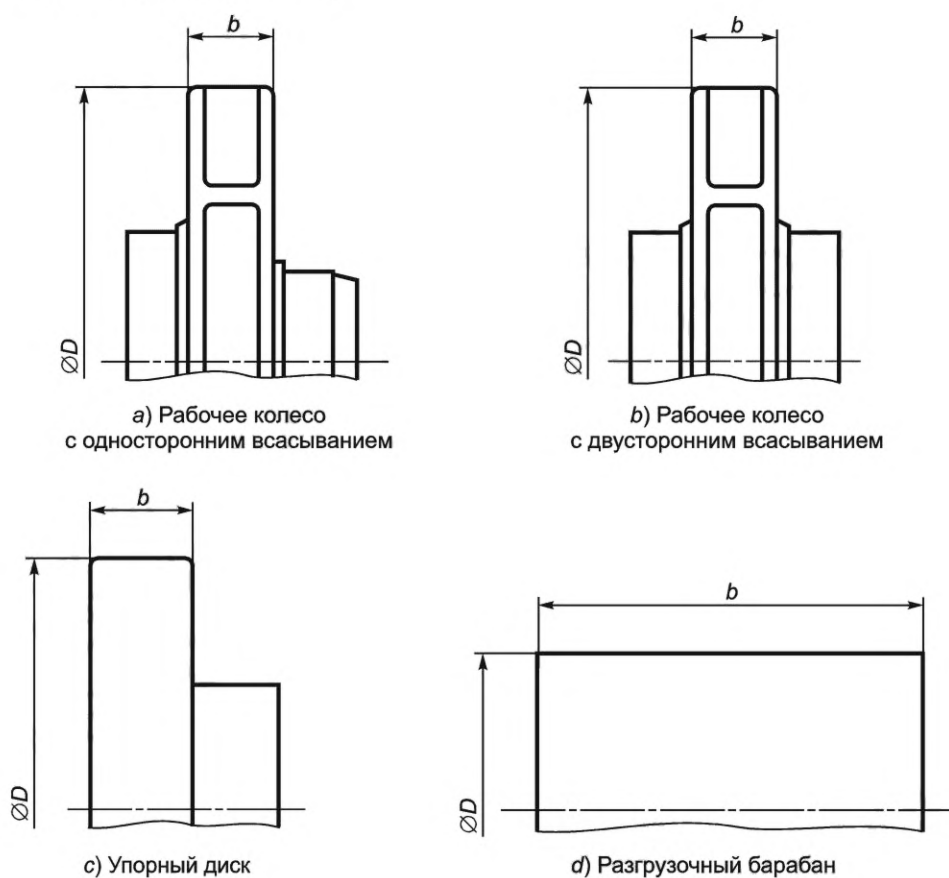 b
b
ØD
ØD
a) Рабочее колесо
с односторонним всасыванием
b) Рабочее колесо
с двусторонним всасыванием
b
b
ØD
ØD
c) Упорный диск
d) Разгрузочный барабан